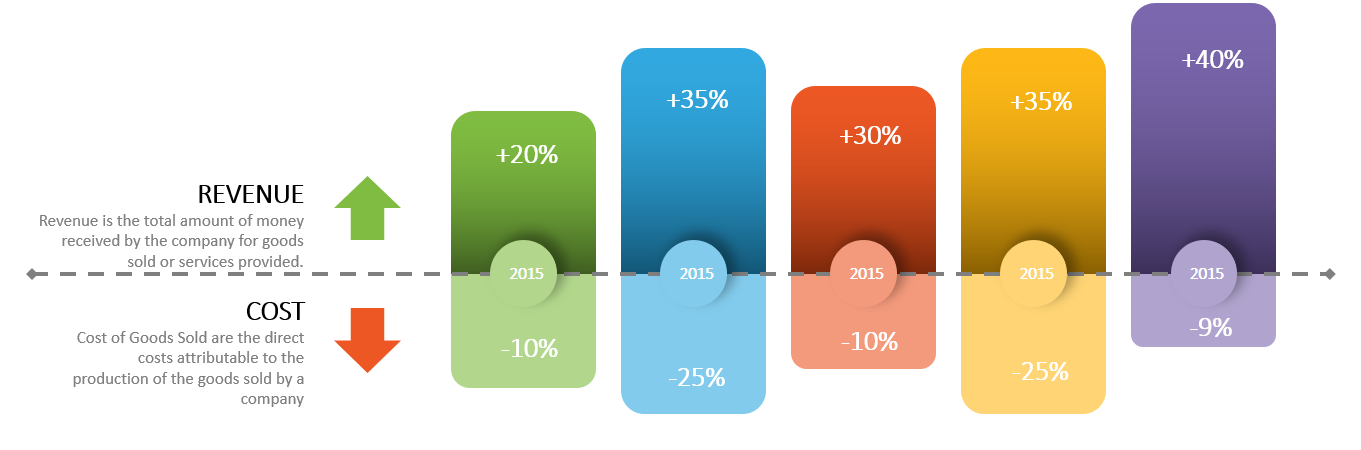 REVENUE
Revenue is the total amount of money
received by the company for goods
sold or services provided.
COST
Cost of Goods Sold are the direct
costs attributable to the
production of the goods sold by a
company
+20%
2015
-10%
+35%
2015
-25%
+30%
2015
-10%
+35%
2015
-25%
+40%
2015
-9%